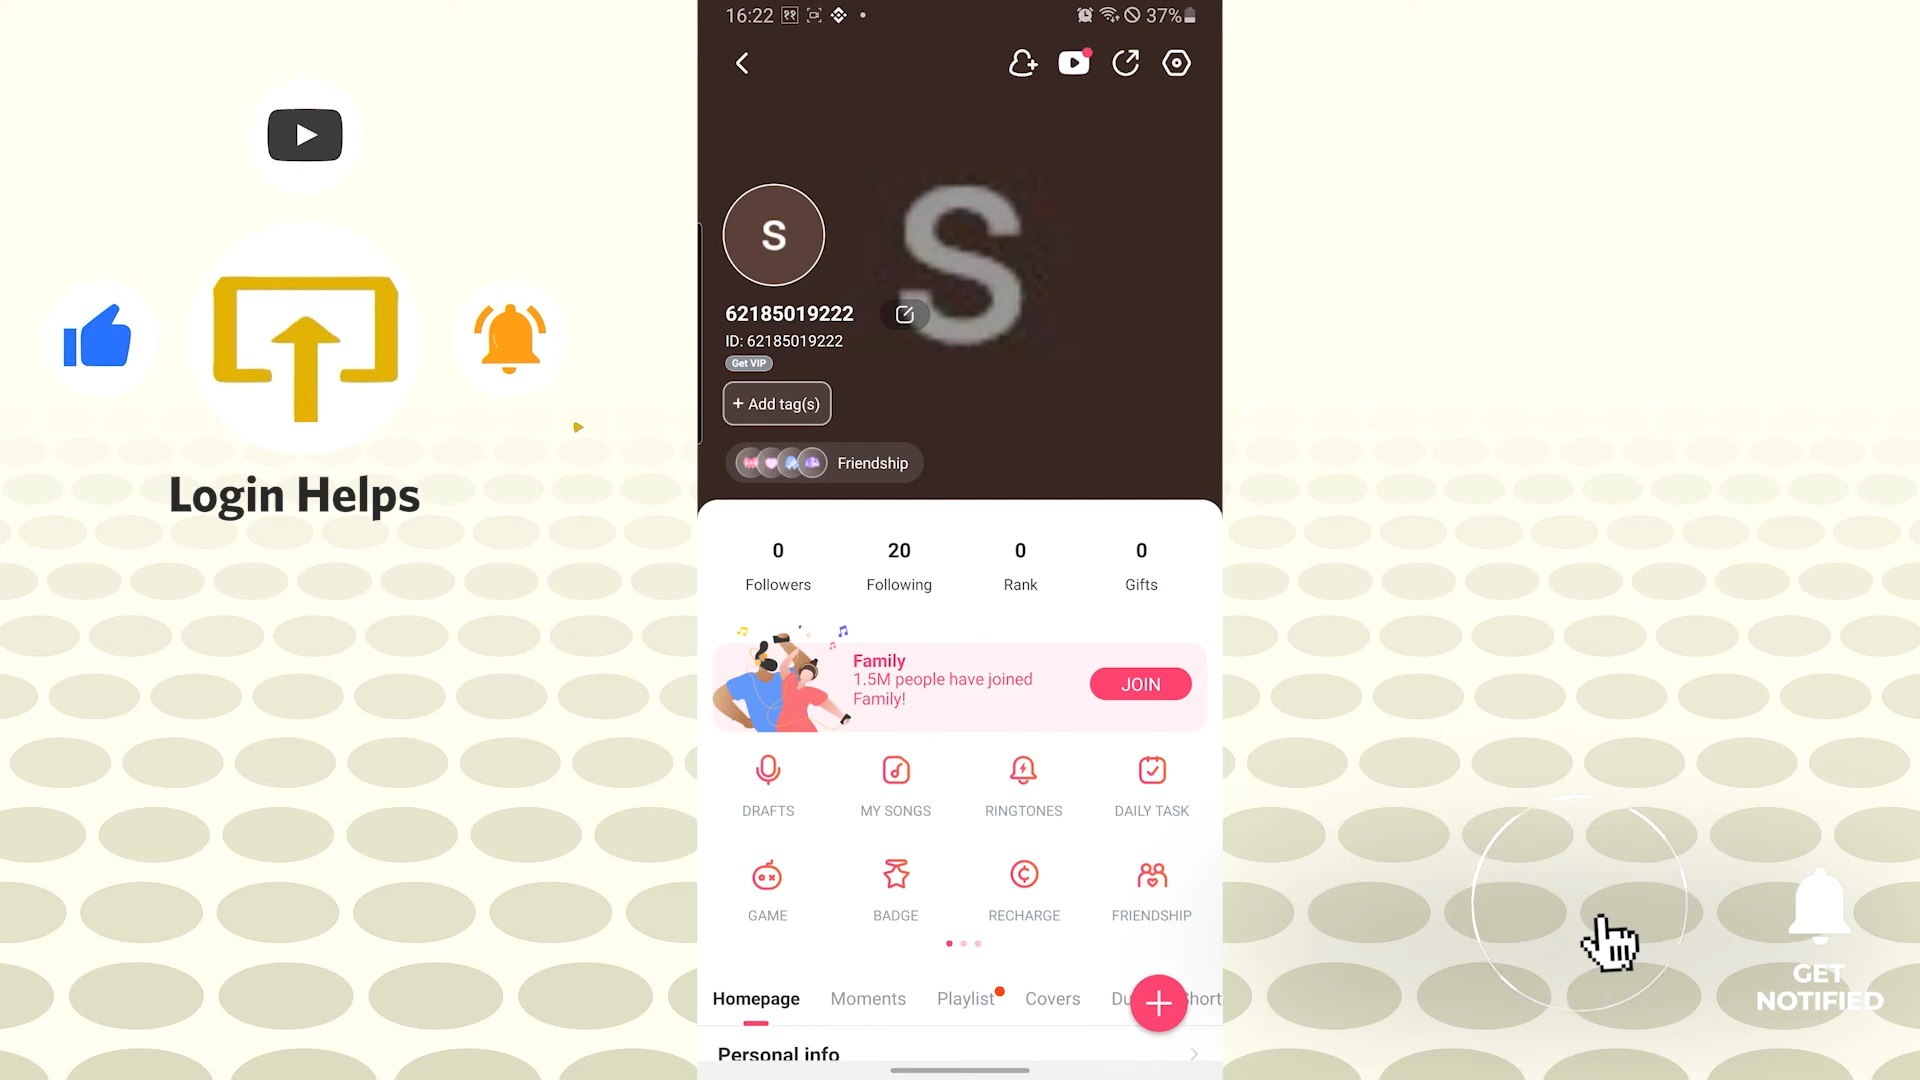 Login Helps
16:22
37%
S
S
62185019222
ID: 62185019222
Get VIP
+ Add tag(s)
Friendship
0 20 0 0
Followers Following Rank Gifts
Family
1.5M people have joined
Family!
JOIN
DRAFTS MY SONGS RINGTONES DAILY TASK
GAME BADGE RECHARGE FRIENDSHIP
Homepage Moments Playlist Covers Du Short
Personal info
GET
NOTIFIED